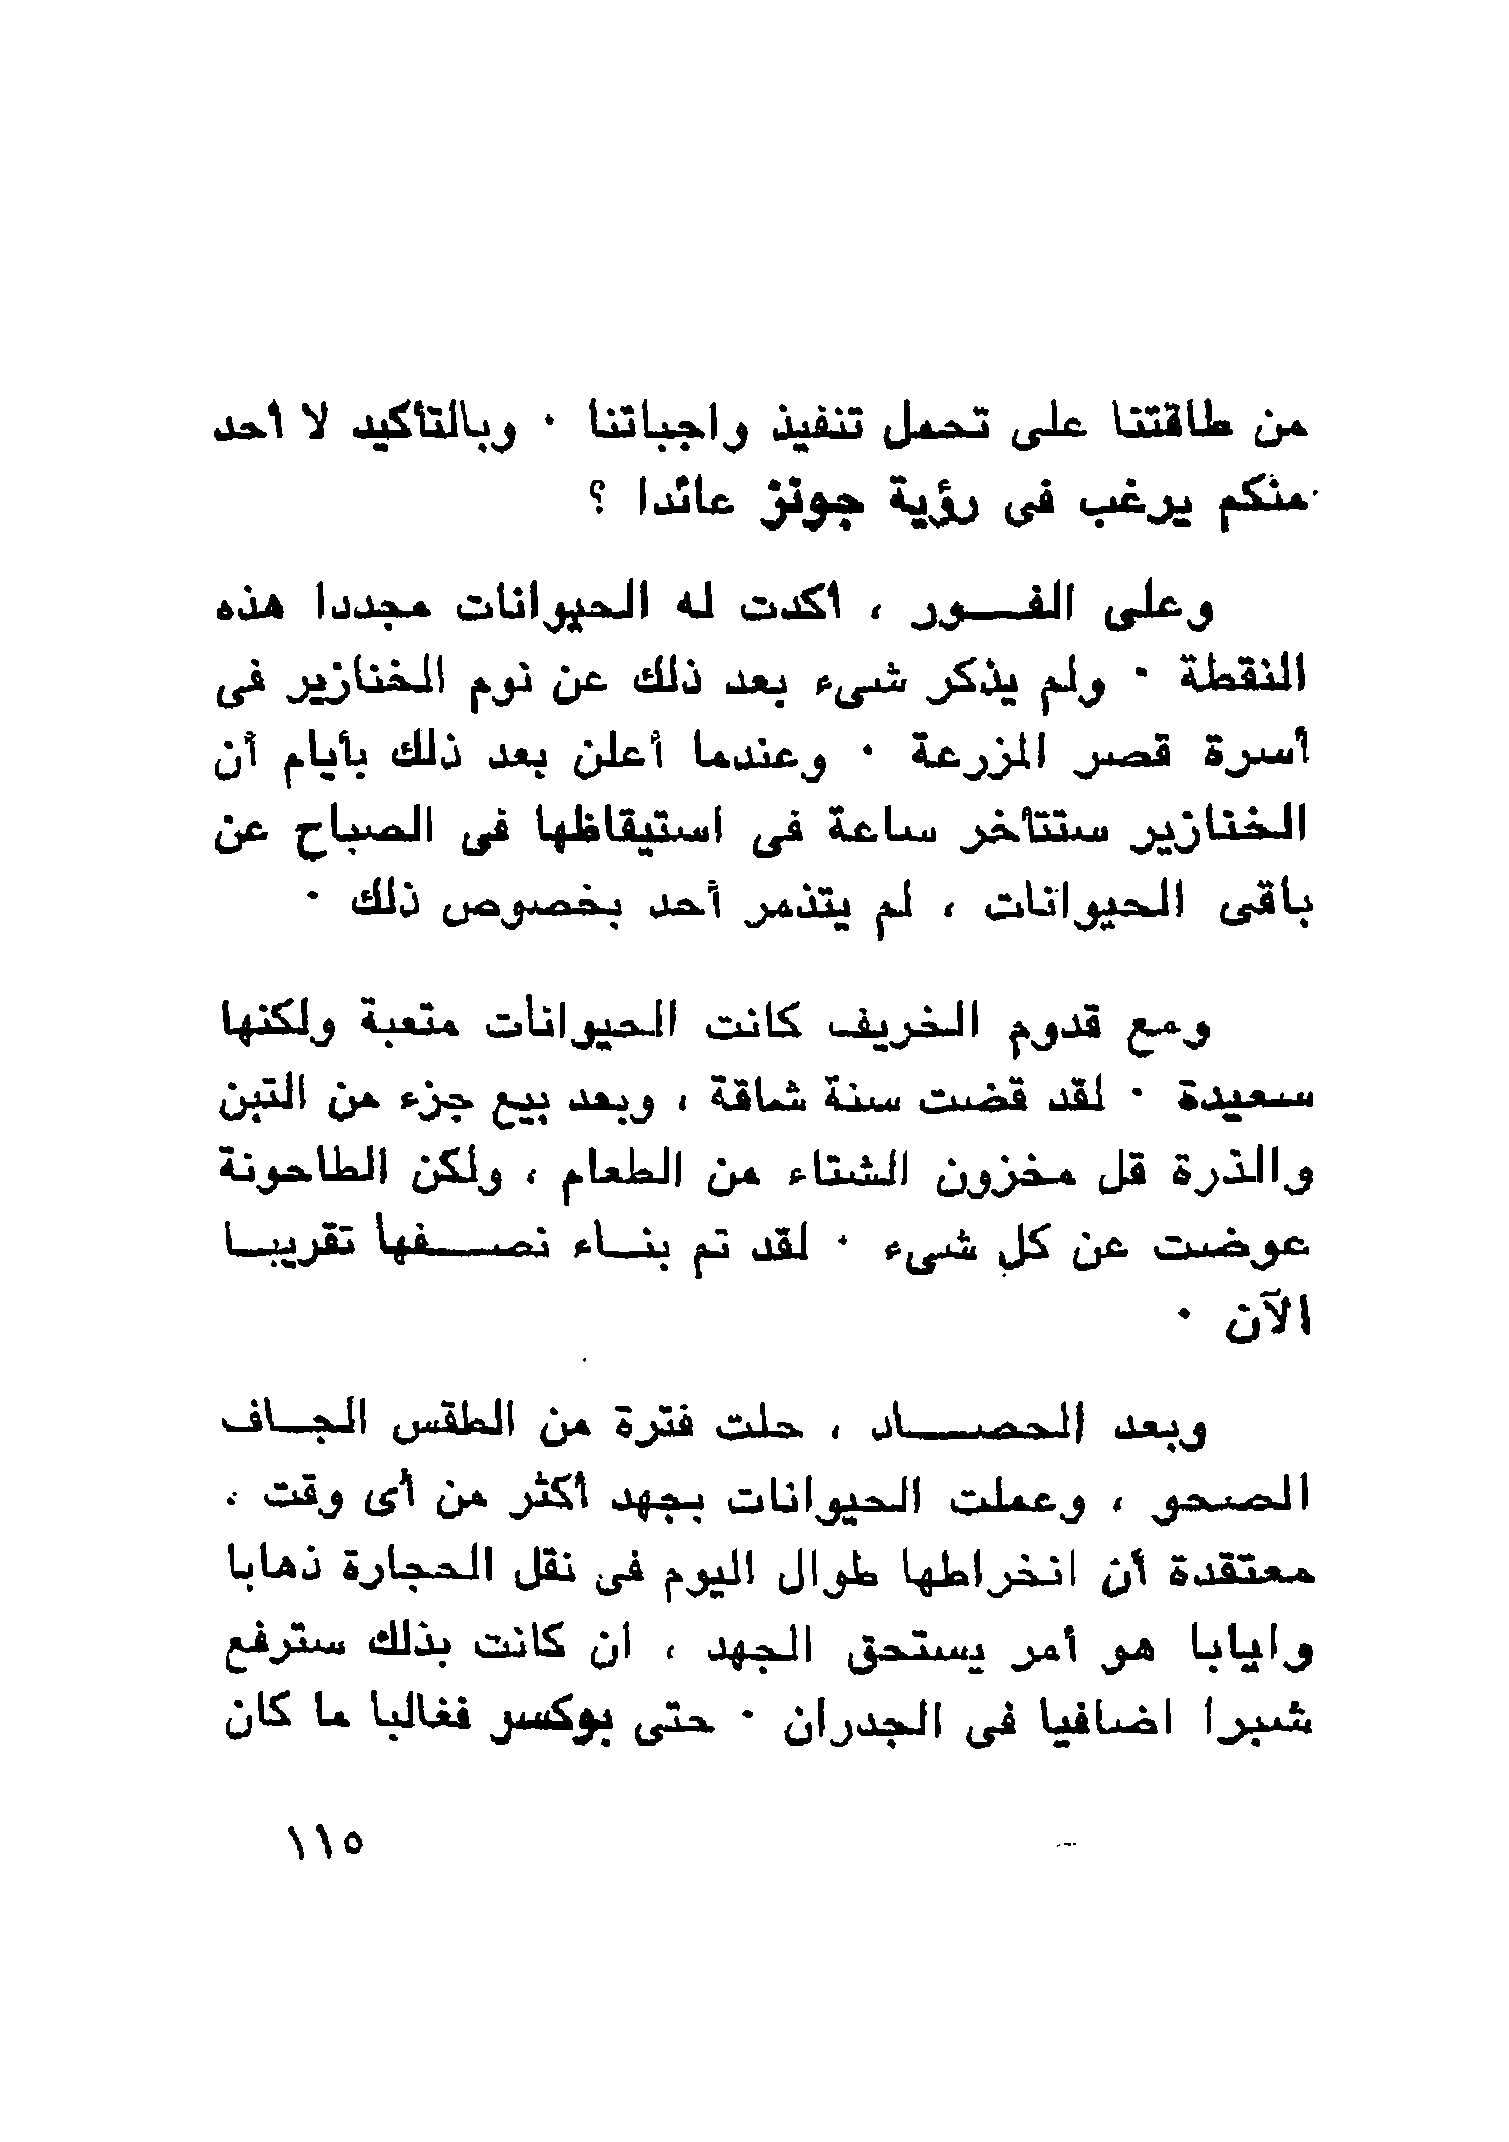 من طاقتنا على تحمل تنفيذ واجباتنا · وبالتأكيد لا أحد
منكم يرغب فى رؤية جونز عائدا ؟
وعلى الفــور ، أكدت له الحيوانات مجددا هذه
النقطة · ولم يذكر شىء بعد ذلك عن نوم الخنازير فى
أسرة قصر المزرعة · وعندما أعلن بعد ذلك بأيام أن
الخنازير ستتأخر ساعة فى استيقاظها فى الصباح عن
باقى الحيوانات ، لم يتذمر أحد بخصوص ذلك ·
ومع قدوم الخريف كانت الحيوانات متعبة ولكنها
سعيدة · لقد قضت سنة شاقة ، وبعد بيع جزء من التبن
والذرة قل مخزون الشتاء من الطعام ، ولكن الطاحونة
عوضت عن كل شىء · لقد تم بنـاء نصــفها تقريبـا
الآن ·
وبعد الحصــاد ، حلت فترة من الطقس الجـاف
الصحو ، وعملت الحيوانات بجهد أكثر من أى وقت .
معتقدة أن انخراطها طوال اليوم فى نقل الحجارة ذهابا
وايابا هو أمر يستحق الجهد ، ان كانت بذلك سترفع
شبرا اضافيا فى الجدران · حتى بوكسر فغالبا ما كان
١١٥